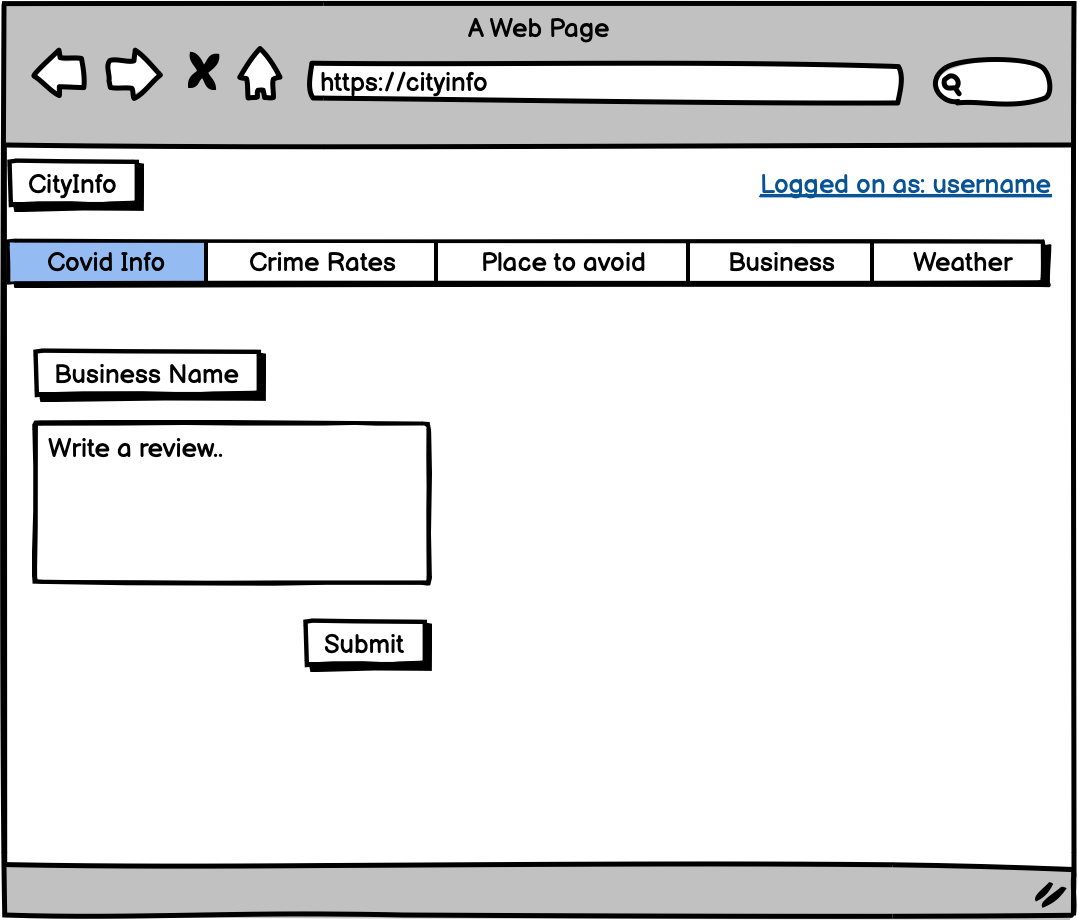 A Web Page
https://cityinfo
CityInfo
Logged on as: username
Covid Info Crime Rates Place to avoid Business Weather
Business Name
Write a review..
Submit